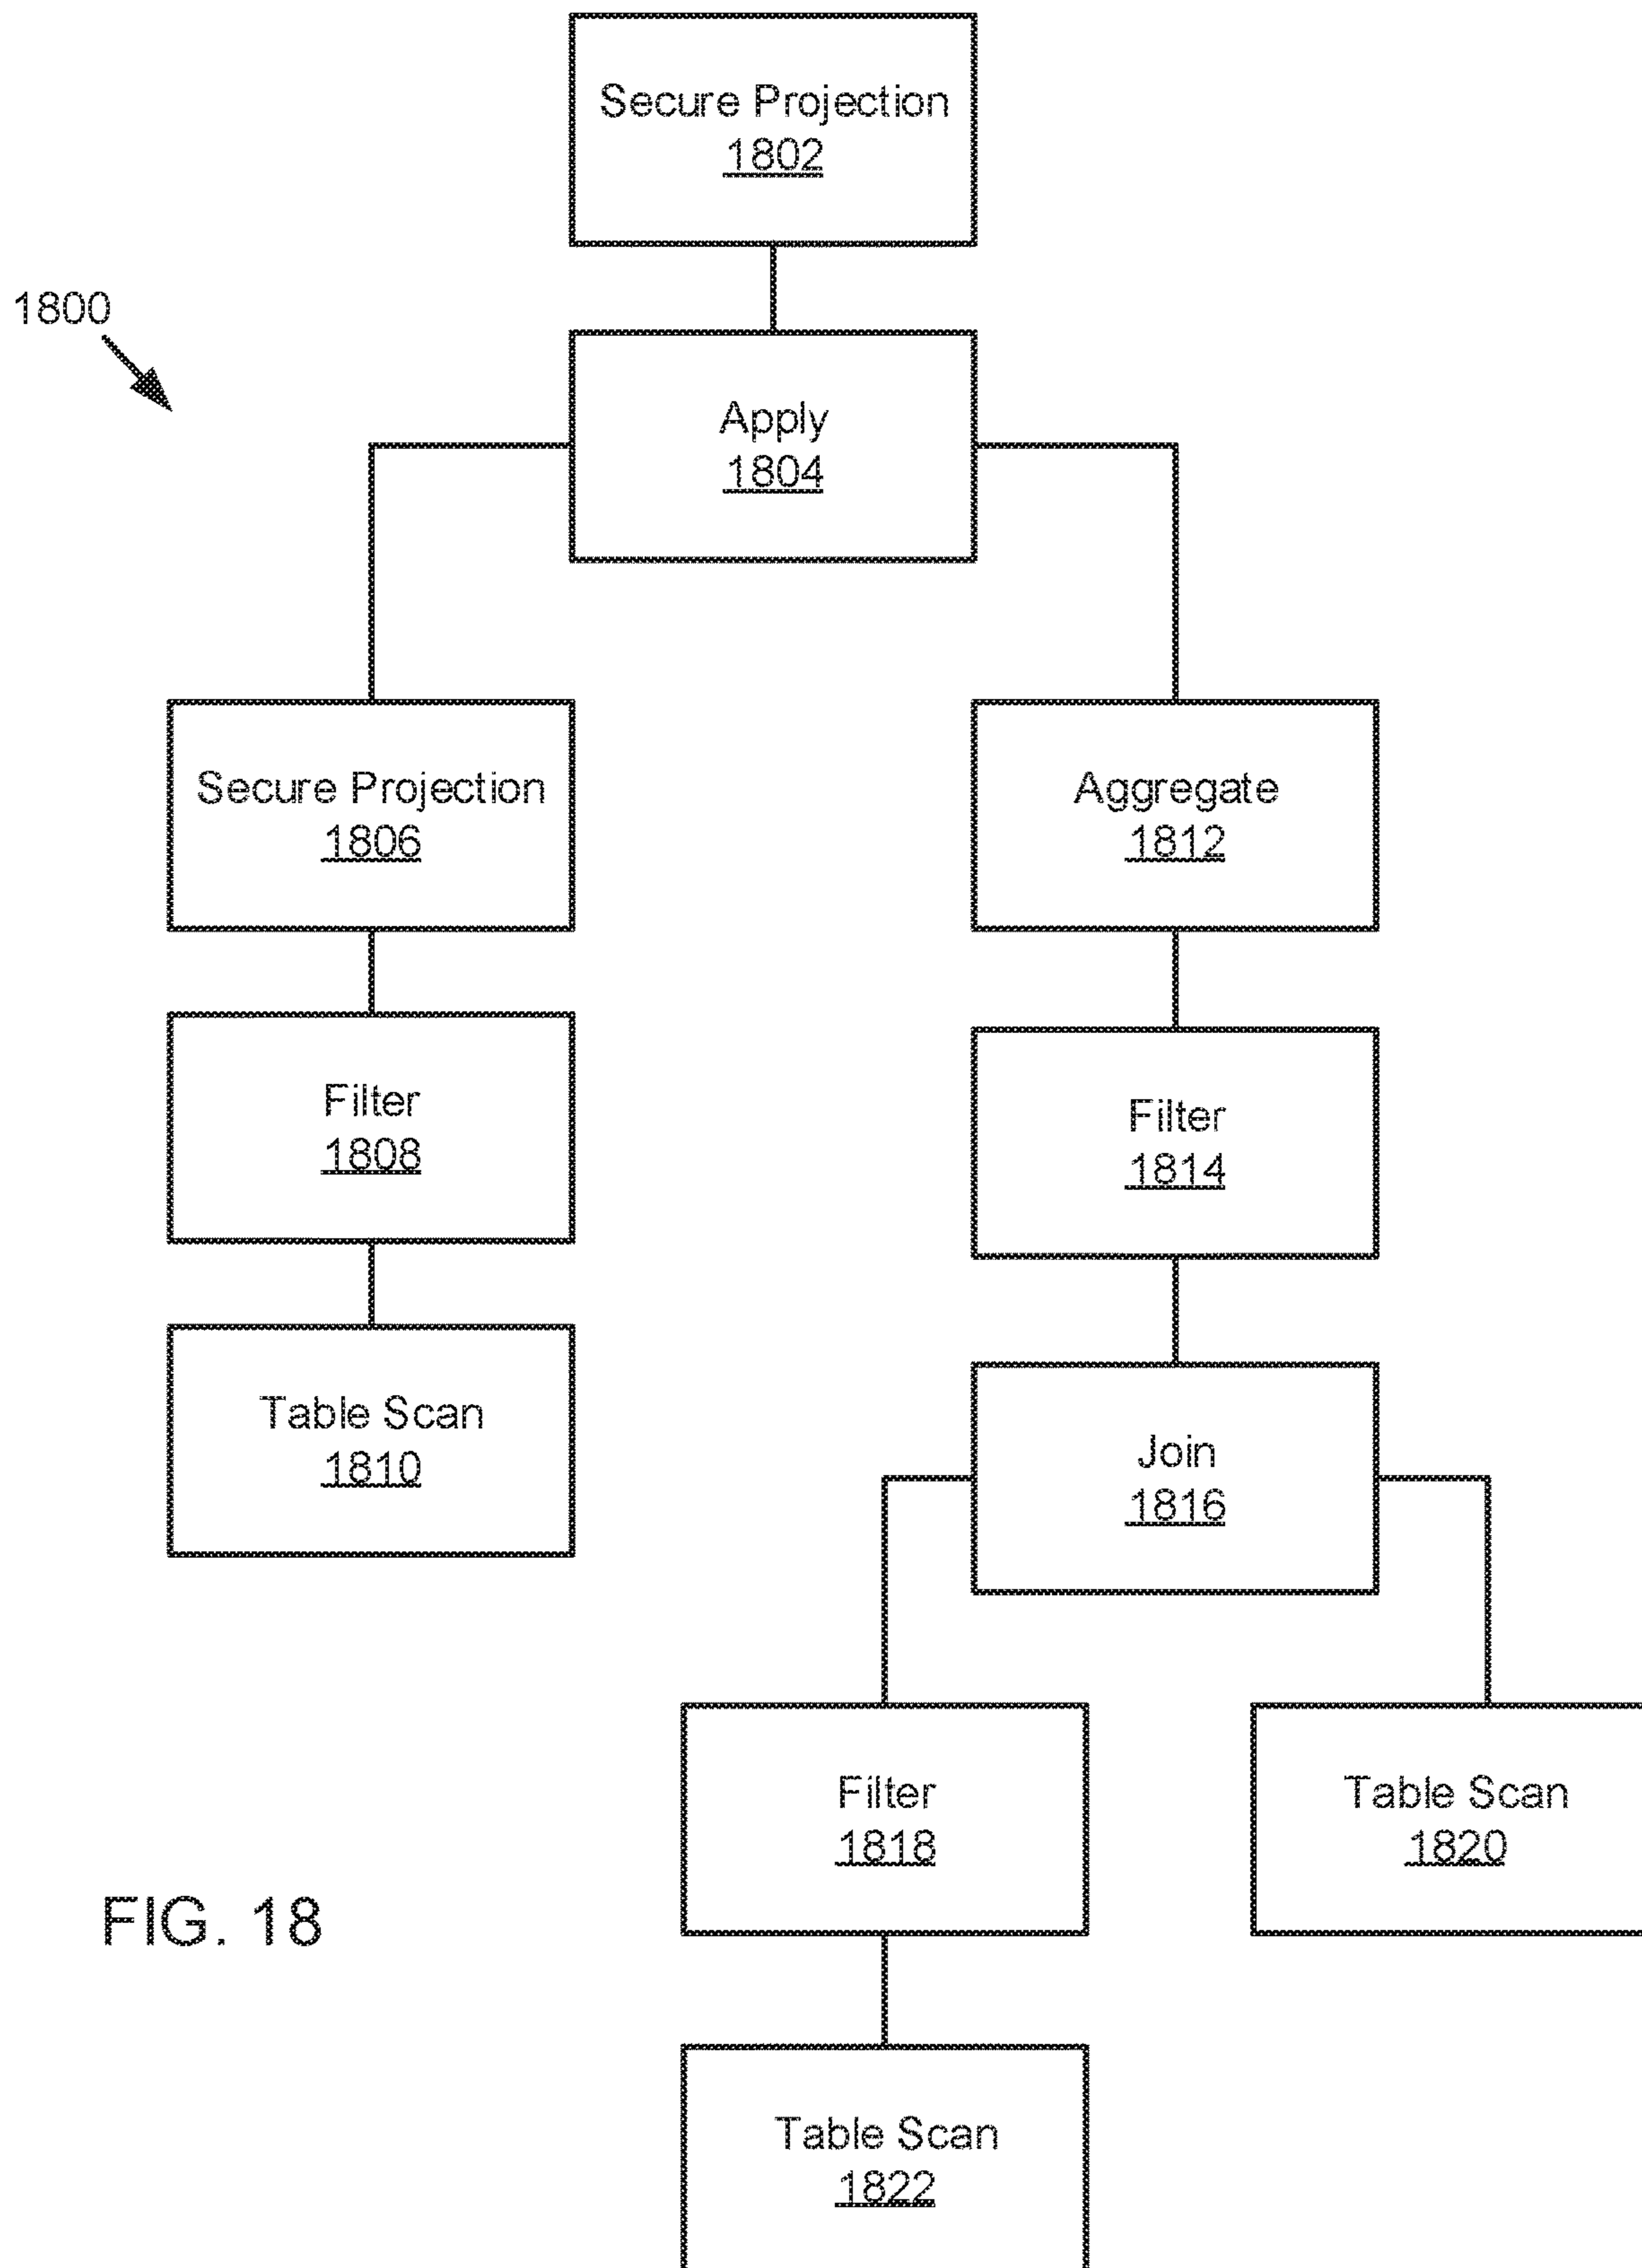 Secure Projection
1802
1800
Apply
1804
Secure Projection
1806
Aggregate
1812
Filter
1808
Filter
1814
Table Scan
1810
Join
1816
Filter
1818
Table Scan
1820
FIG. 18
Table Scan
1822